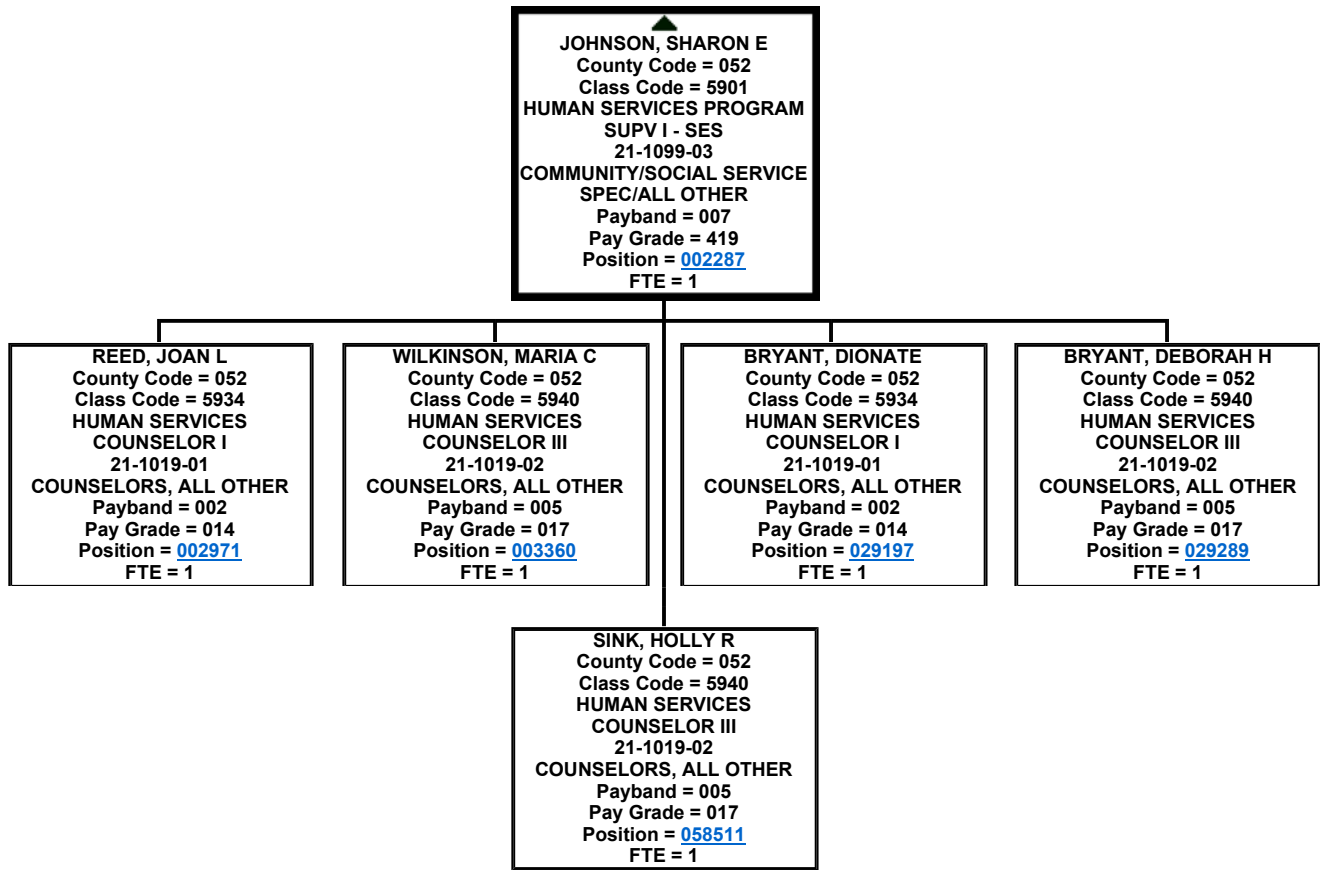 JOHNSON, SHARON E
County Code = 052
Class Code = 5901
HUMAN SERVICES PROGRAM
SUPV I - SES
21-1099-03
COMMUNITY/SOCIAL SERVICE
SPEC/ALL OTHER
Payband = 007
Pay Grade = 419
Position = 002287
FTE = 1
REED, JOAN L
County Code = 052
Class Code = 5934
HUMAN SERVICES
COUNSELOR I
21-1019-01
COUNSELORS, ALL OTHER
Payband = 002
Pay Grade = 014
Position = 002971
FTE = 1
WILKINSON, MARIA C
County Code = 052
Class Code = 5940
HUMAN SERVICES
COUNSELOR III
21-1019-02
COUNSELORS, ALL OTHER
Payband = 005
Pay Grade = 017
Position = 003360
FTE = 1
BRYANT, DIONATE
County Code = 052
Class Code = 5934
HUMAN SERVICES
COUNSELOR I
21-1019-01
COUNSELORS, ALL OTHER
Payband = 002
Pay Grade = 014
Position = 029197
FTE = 1
BRYANT, DEBORAH H
County Code = 052
Class Code = 5940
HUMAN SERVICES
COUNSELOR III
21-1019-02
COUNSELORS, ALL OTHER
Payband = 005
Pay Grade = 017
Position = 029289
FTE = 1
SINK, HOLLY R
County Code = 052
Class Code = 5940
HUMAN SERVICES
COUNSELOR III
21-1019-02
COUNSELORS, ALL OTHER
Payband = 005
Pay Grade = 017
Position = 058511
FTE = 1